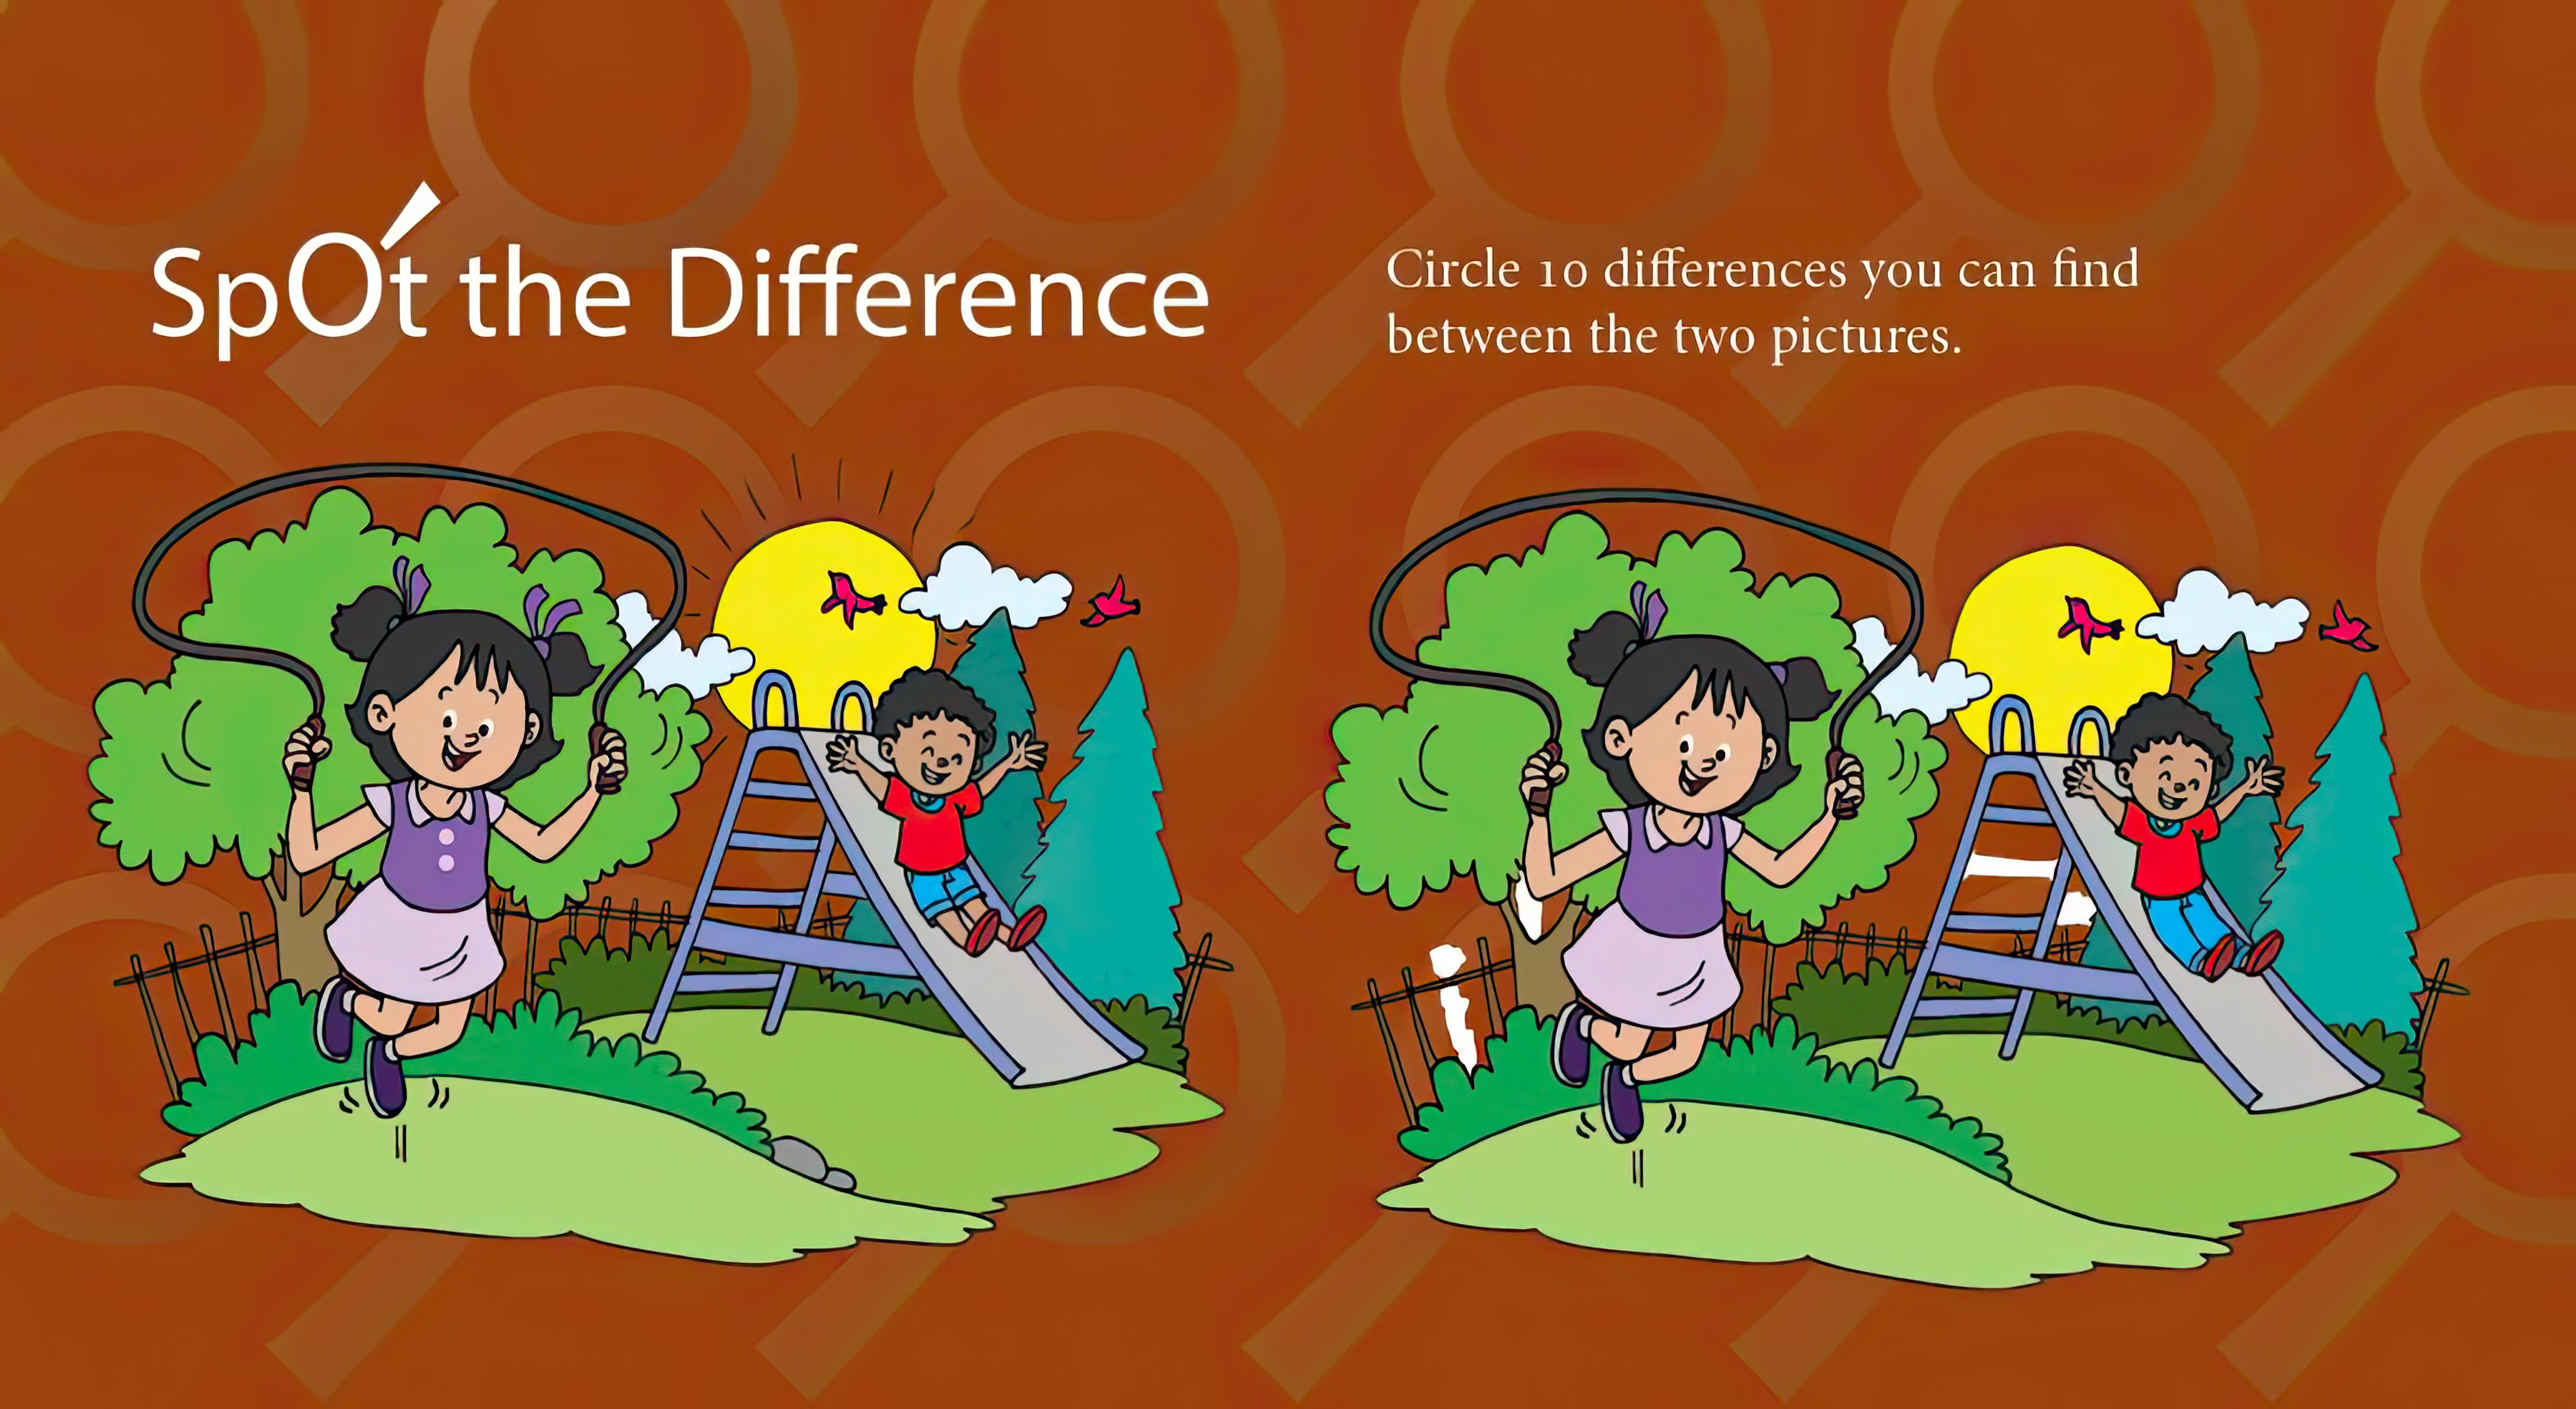 Spot the Difference
Circle 10 differences you can find
between the two pictures.